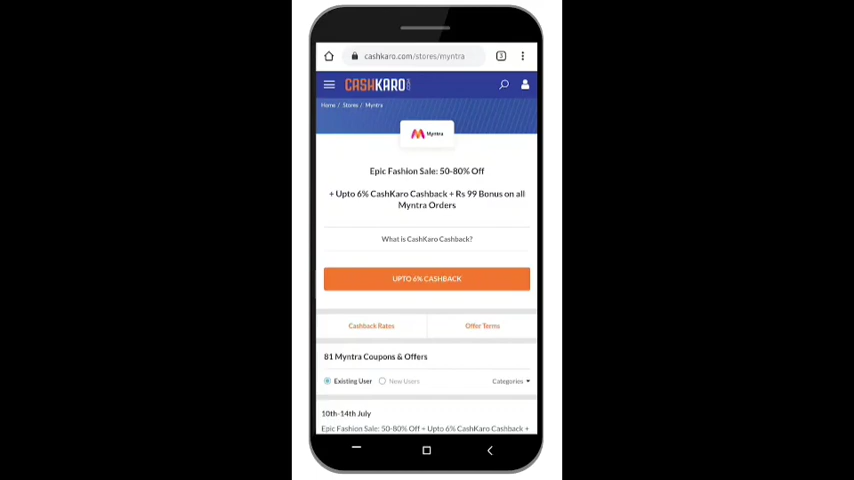 cashkaro.com/stores/myntra
3
CASHKARO.COM
Home / Stores / Myntra
Myntra
Epic Fashion Sale: 50-80% Off
+ Upto 6% CashKaro Cashback + Rs 99 Bonus on all
Myntra Orders
What is CashKaro Cashback?
UPTO 6% CASHBACK
Cashback Rates
Offer Terms
81 Myntra Coupons & Offers
Existing User
New Users
Categories
10th-14th July
Epic Fashion Sale: 50-80% Off + Upto 6% CashKaro Cashback +